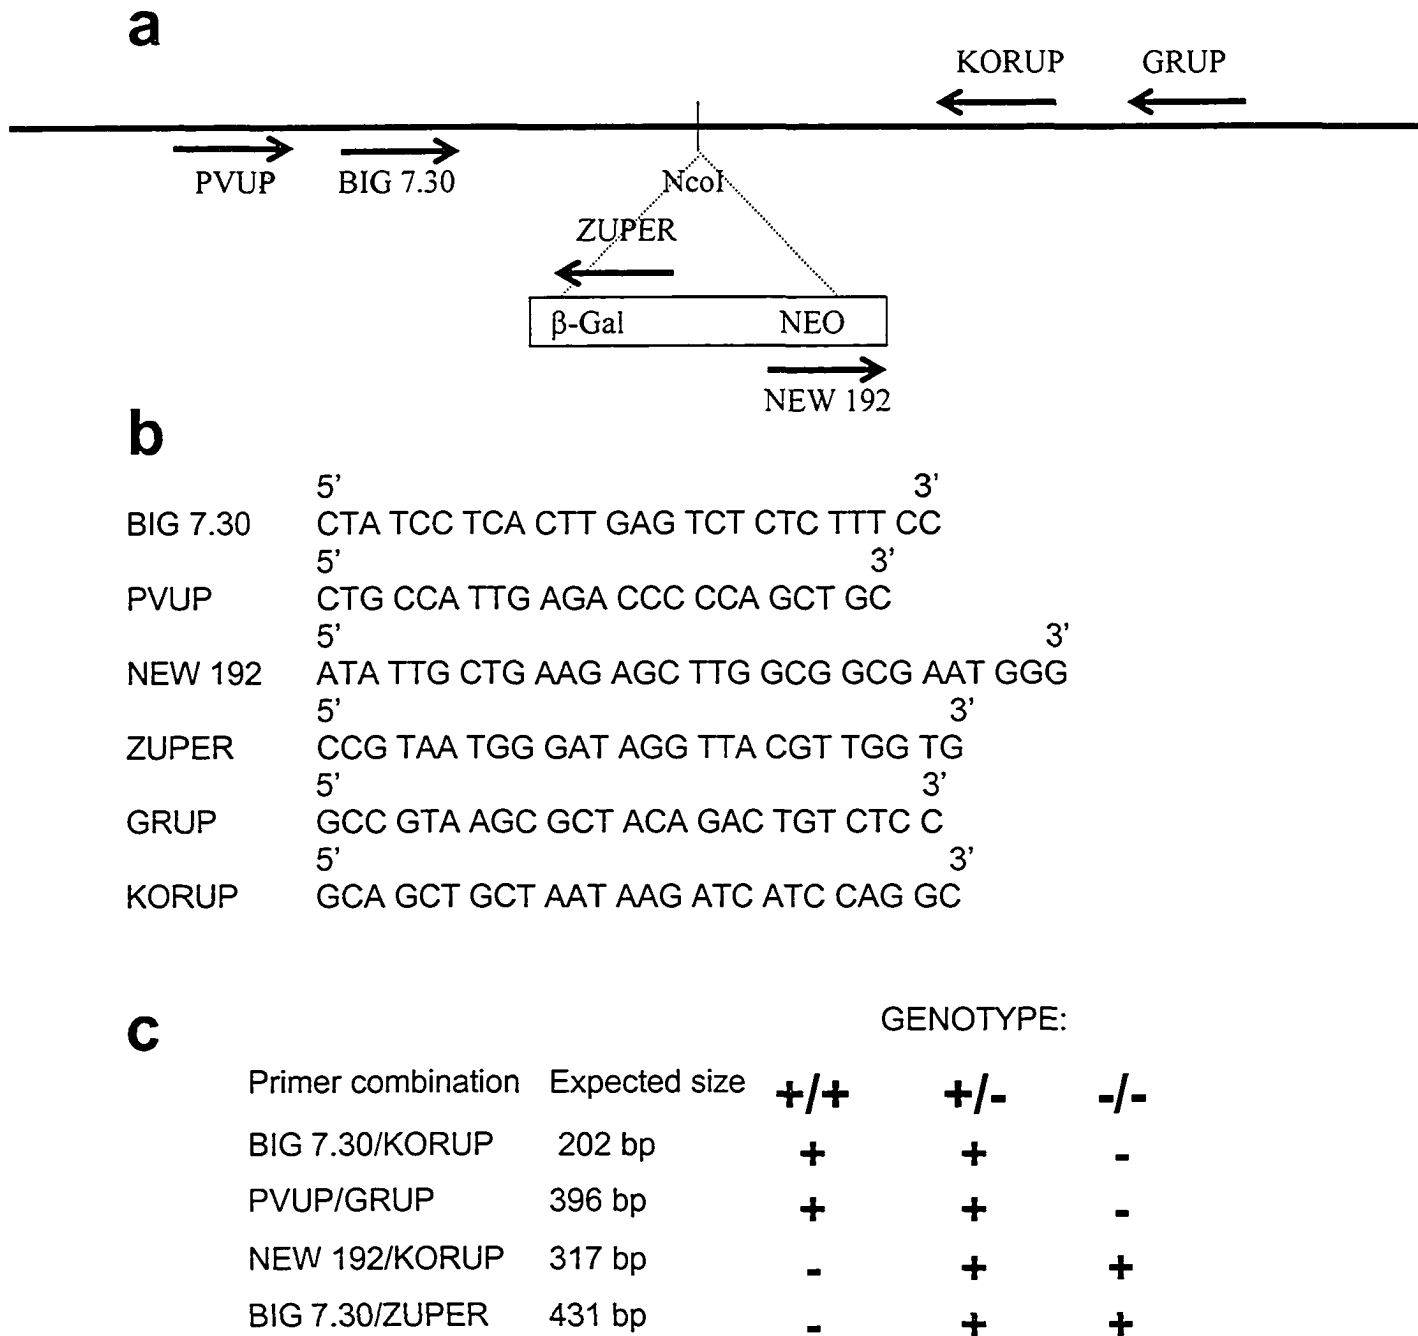 a
KORUP GRUP
PVUP BIG 7.30 NcoI
ZUPER
β-Gal NEO
NEW 192
b
5' 3'
BIG 7.30 CTA TCC TCA CTT GAG TCT CTC TTT CC
5' 3'
PVUP CTG CCA TTG AGA CCC CCA GCT GC
5' 3'
NEW 192 ATA TTG CTG AAG AGC TTG GCG GCG AAT GGG
5' 3'
ZUPER CCG TAA TGG GAT AGG TTA CGT TGG TG
5' 3'
GRUP GCC GTA AGC GCT ACA GAC TGT CTC C
5' 3'
KORUP GCA GCT GCT AAT AAG ATC ATC CAG GC
c GENOTYPE:
Primer combination Expected size +/+ +/- -/-
BIG 7.30/KORUP 202 bp + + -
PVUP/GRUP 396 bp + + -
NEW 192/KORUP 317 bp - + +
BIG 7.30/ZUPER 431 bp - + +